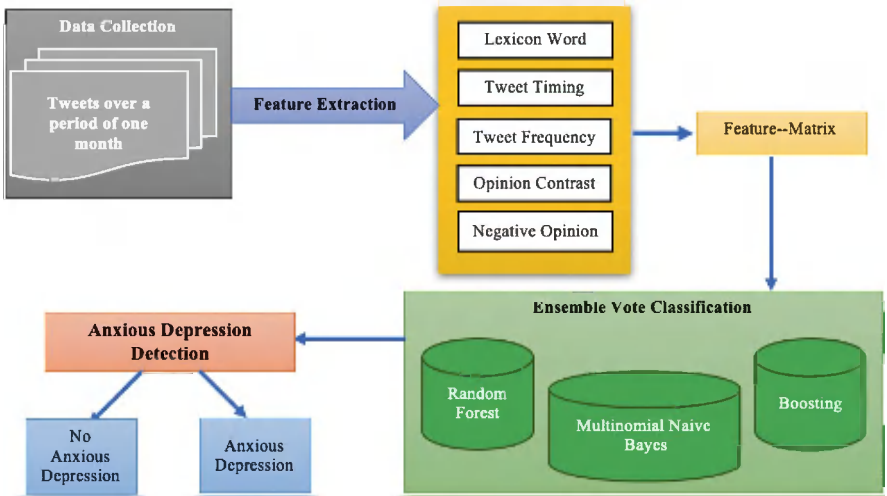 Data Collection
Tweets over a
period of one
month
Feature Extraction
Lexicon Word
Tweet Timing
Tweet Frequency
Opinion Contrast
Negative Opinion
Feature--Matrix
Ensemble Vote Classification
Random
Forest
Multinomial Naive
Bayes
Boosting
Anxious Depression
Detection
No
Anxious
Depression
Anxious
Depression